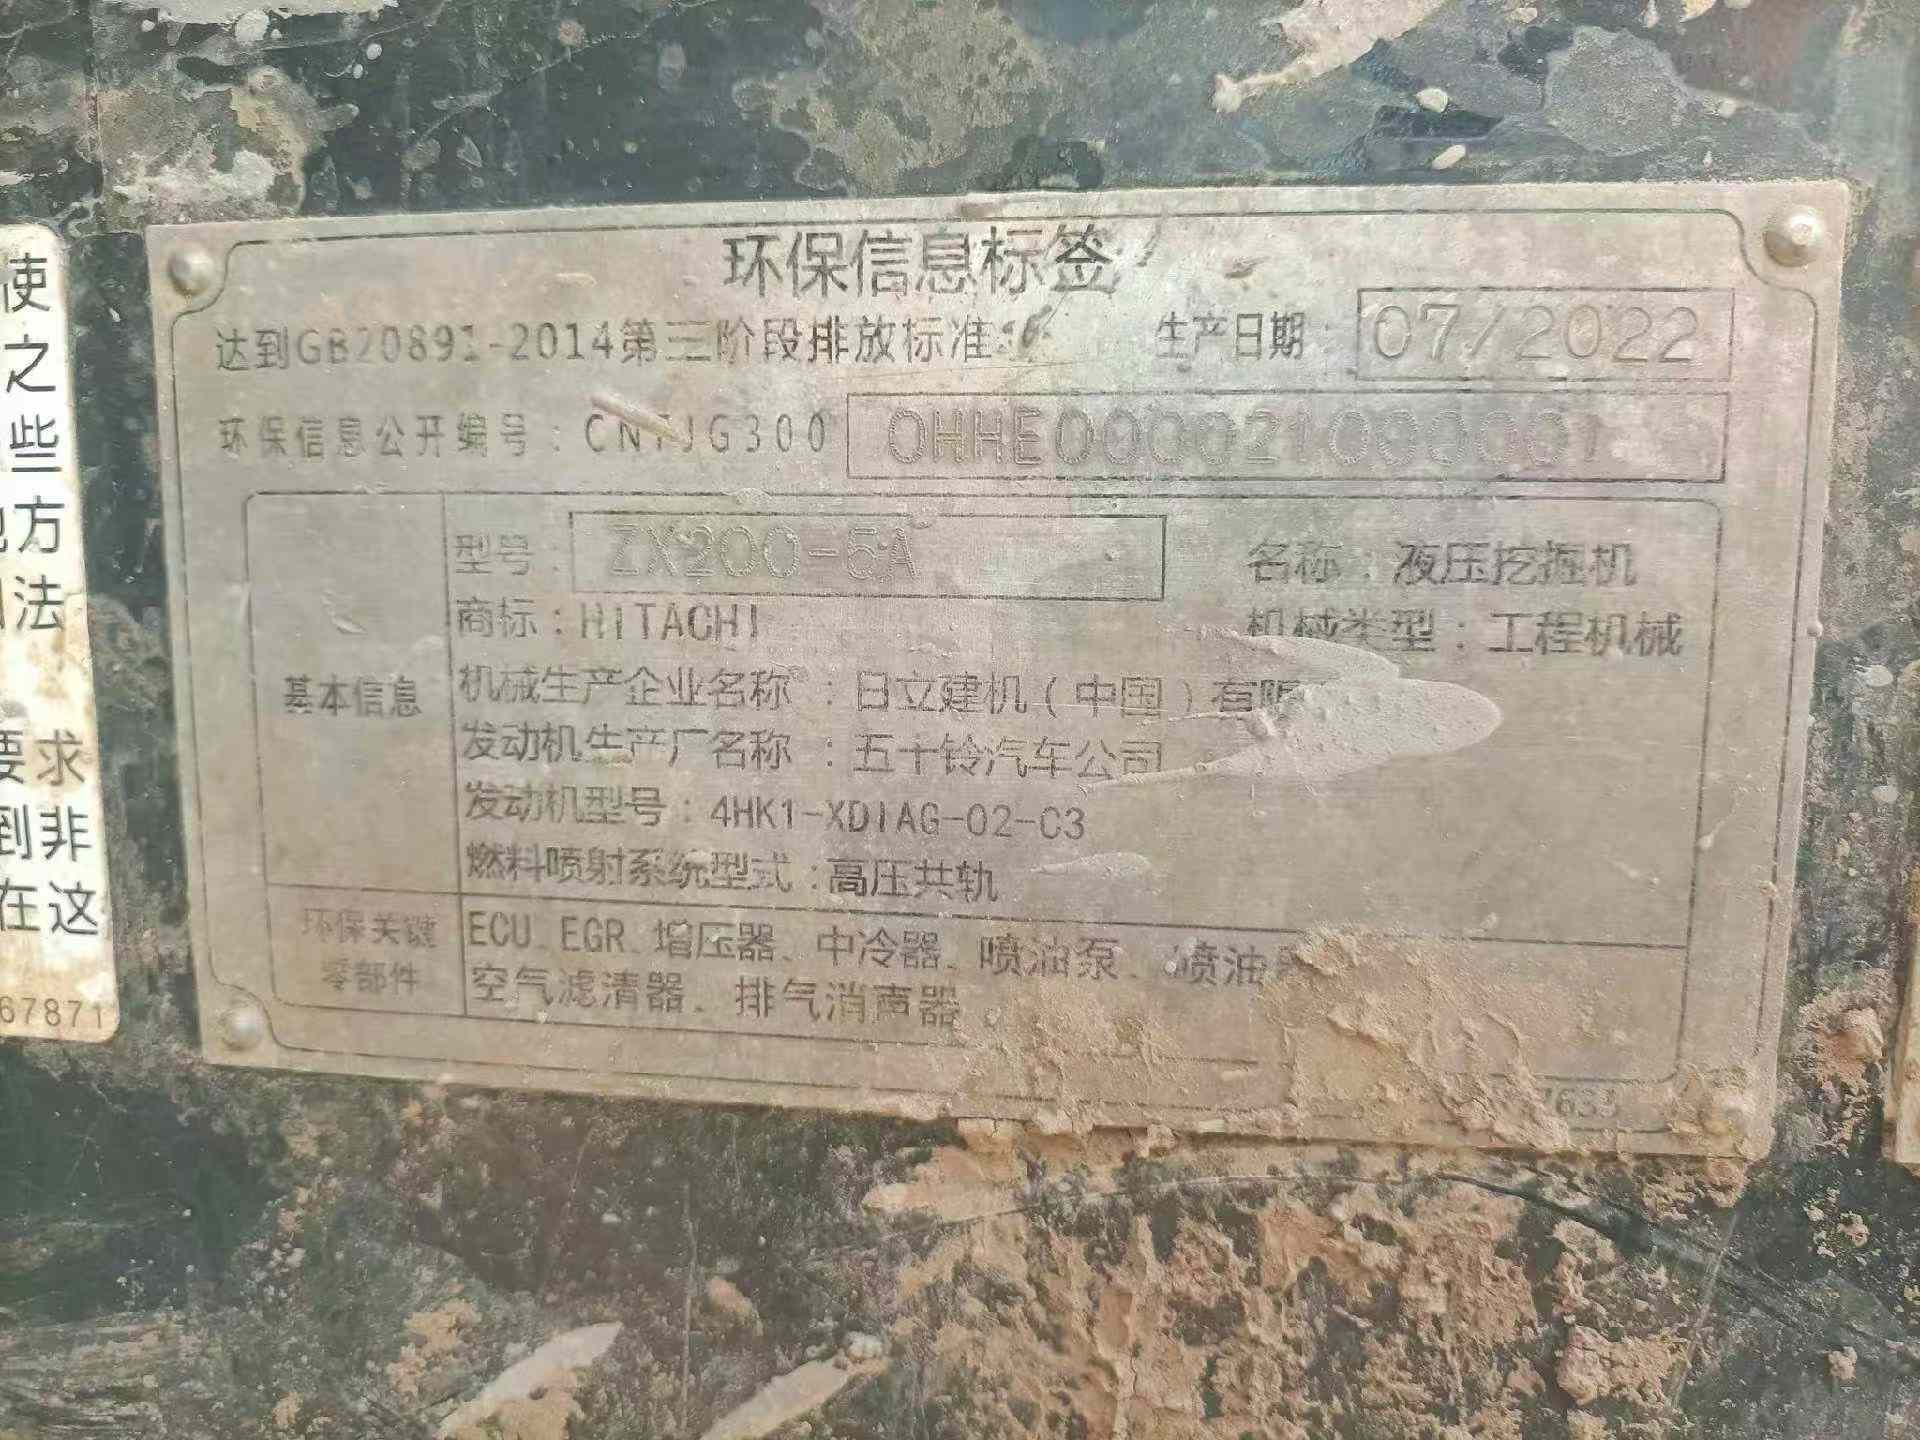 环保信息标签
达到GB20891-2014第三阶段排放标准 生产日期：07/2022
环保信息公开编号：CN JG300 0HHE000021000001
型号：ZX200-5A 名称：液压挖掘机
商标：HITACHI 机械类型：工程机械
基本信息
机械生产企业名称：日立建机（中国）有限
发动机生产厂名称：五十铃汽车公司
发动机型号：4HK1-XDIAG-02-C3
燃料喷射系统型式：高压共轨
环保关键零部件
ECU、EGR、增压器、中冷器、喷油泵、喷油
空气滤清器、排气消声器
使
之
些
方
法
要求
到非
在这
67871